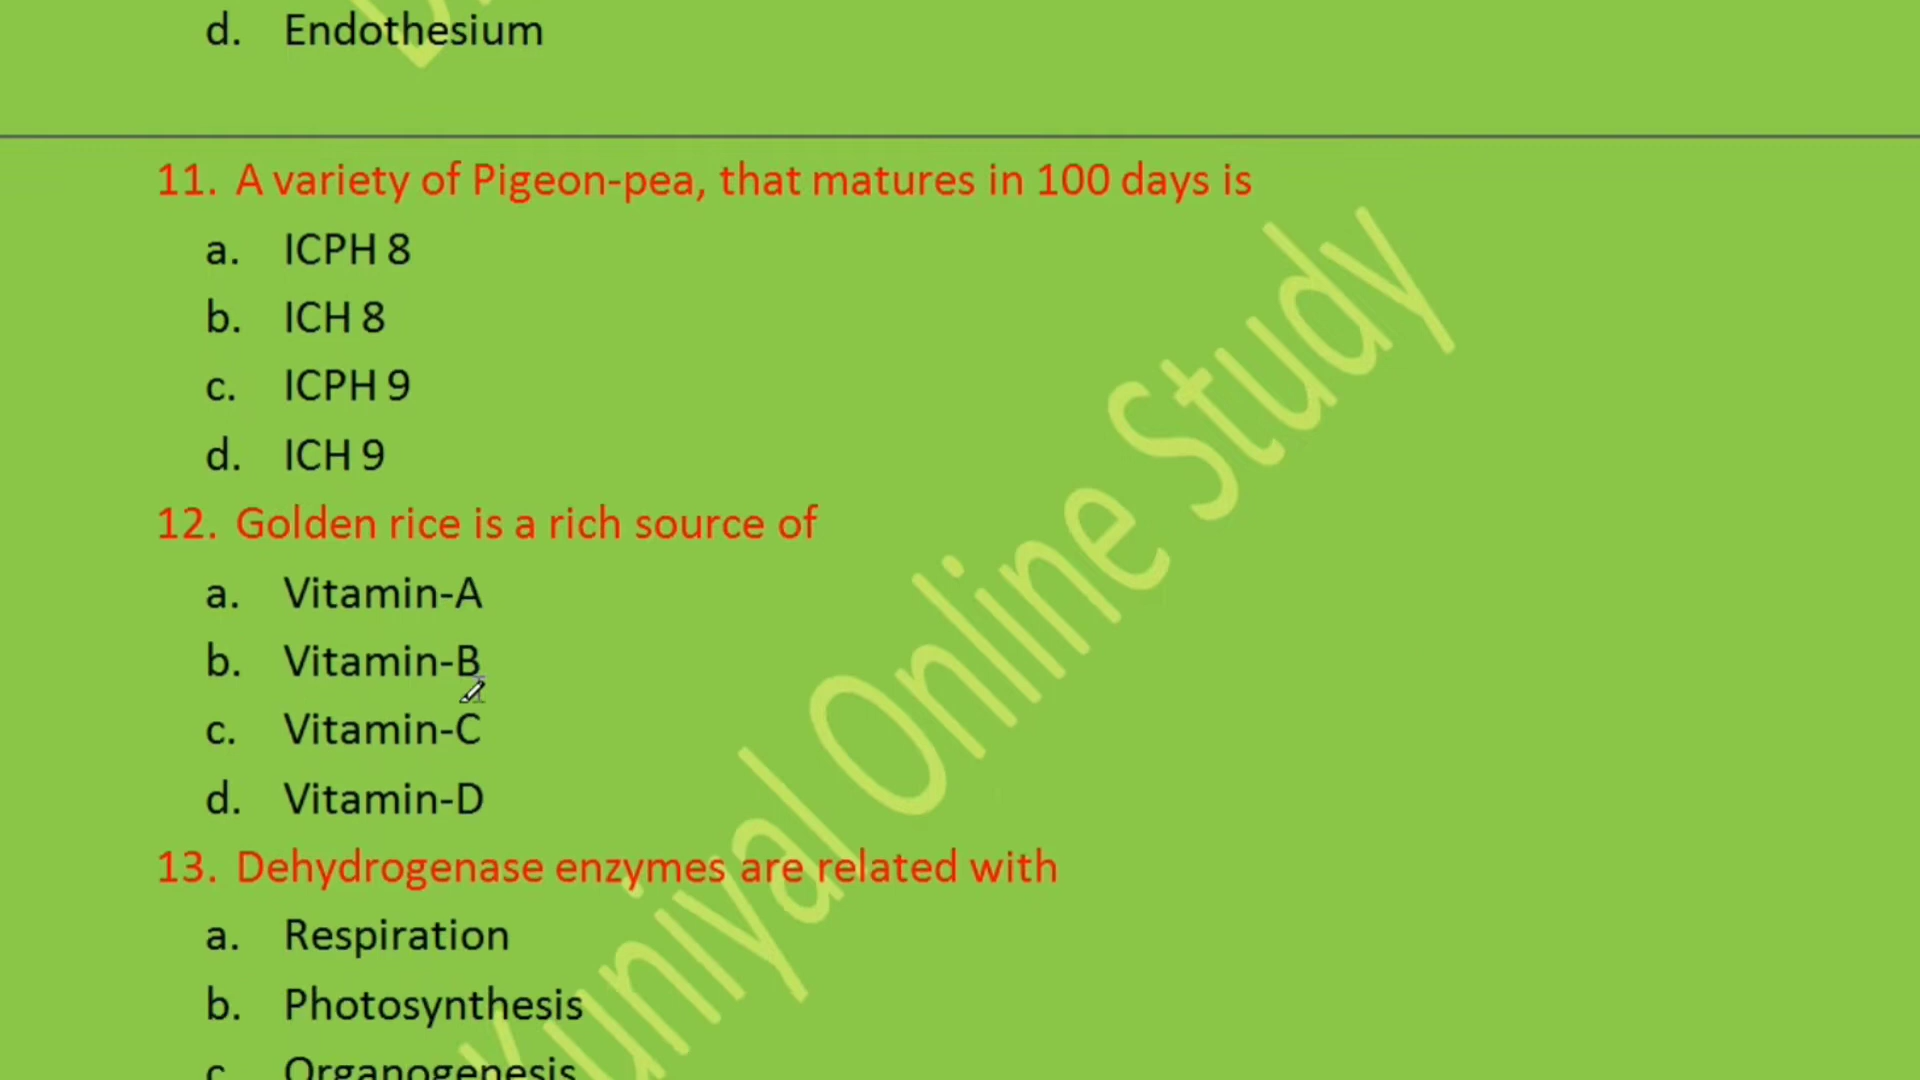 d. Endothesium
11. A variety of Pigeon-pea, that matures in 100 days is
a. ICPH 8
b. ICH 8
c. ICPH 9
d. ICH 9
12. Golden rice is a rich source of
a. Vitamin-A
b. Vitamin-B
c. Vitamin-C
d. Vitamin-D
13. Dehydrogenase enzymes are related with
a. Respiration
b. Photosynthesis
c. Organogenesis
Kuniyal Online Study